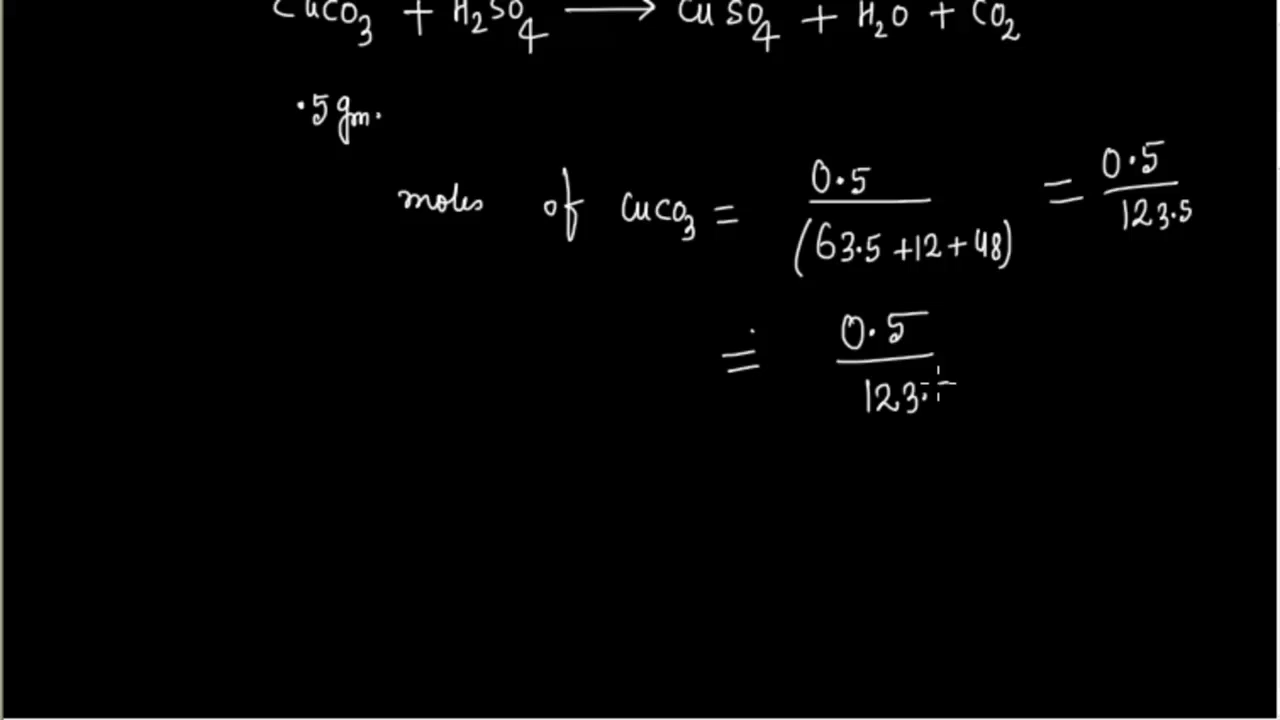 CuCO₃ + H₂SO₄ ⟶ CuSO₄ + H₂O + CO₂
.5 gm.
moles of CuCO₃ = 0.5 / (63.5 + 12 + 48) = 0.5 / 123.5
= 0.5 / 123.